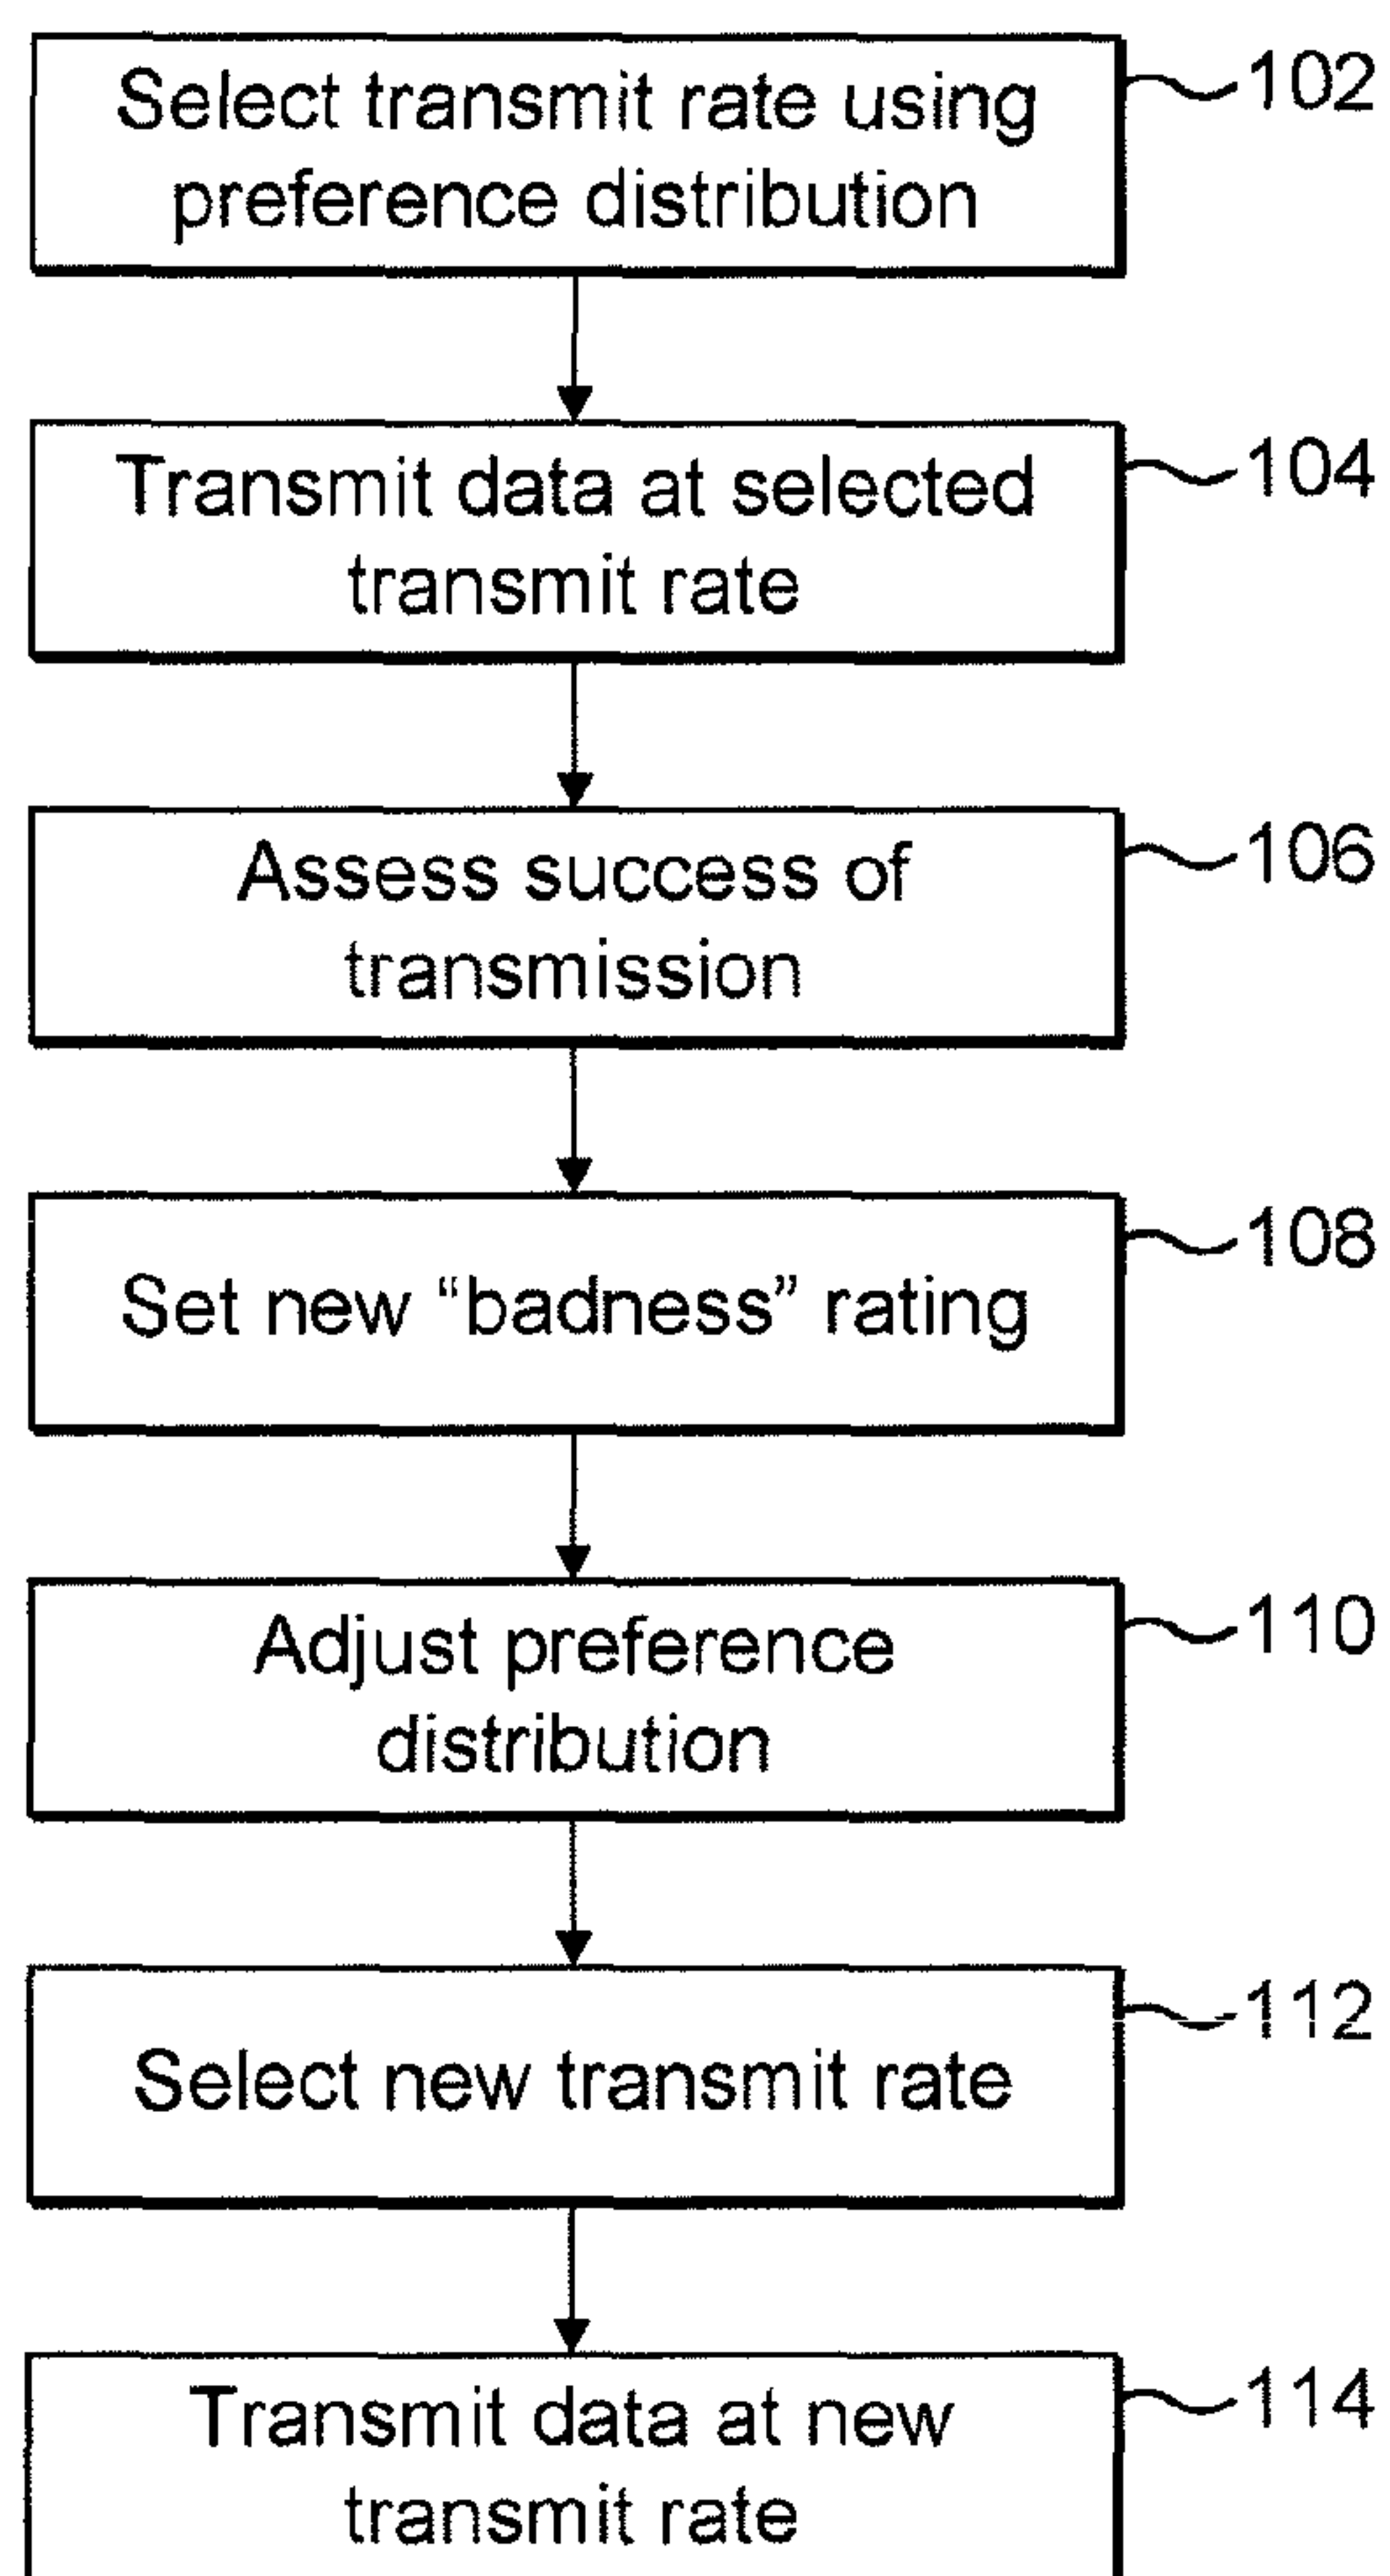 Select transmit rate using
preference distribution
102
Transmit data at selected
transmit rate
104
Assess success of
transmission
106
Set new “badness” rating
108
Adjust preference
distribution
110
Select new transmit rate
112
Transmit data at new
transmit rate
114